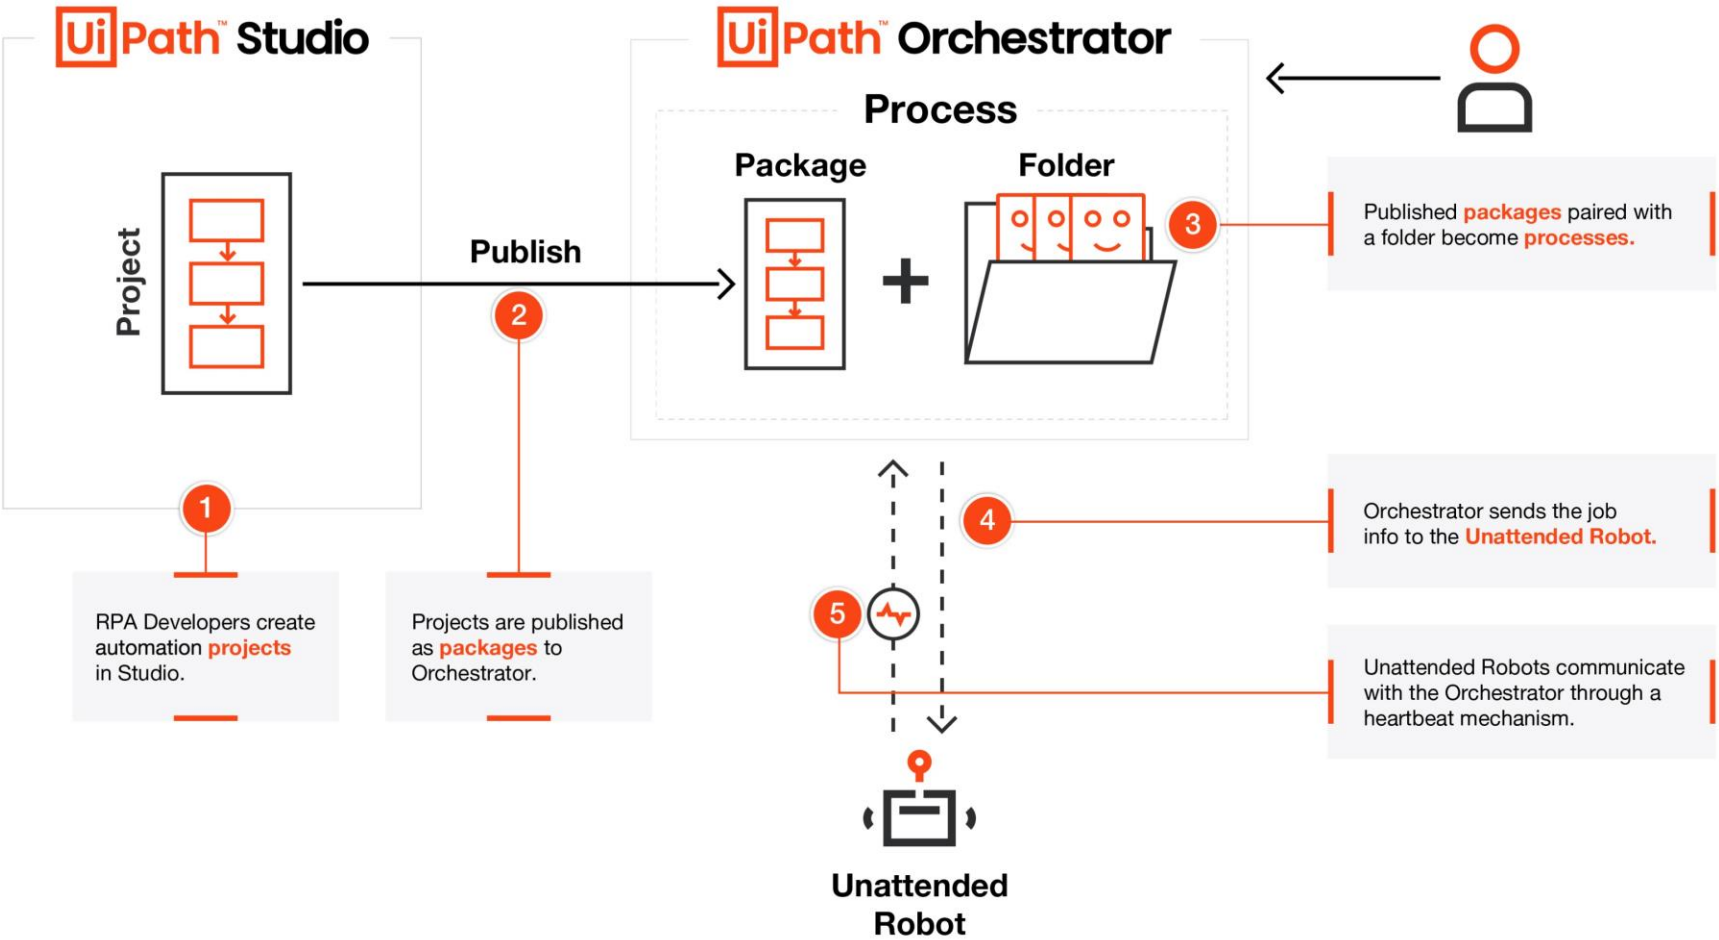 UiPath™ Studio
UiPath™ Orchestrator
Process
Package
Folder
Project
Publish
1
2
3
4
5
Published packages paired with
a folder become processes.
Orchestrator sends the job
info to the Unattended Robot.
RPA Developers create
automation projects
in Studio.
Projects are published
as packages to
Orchestrator.
Unattended Robots communicate
with the Orchestrator through a
heartbeat mechanism.
Unattended
Robot